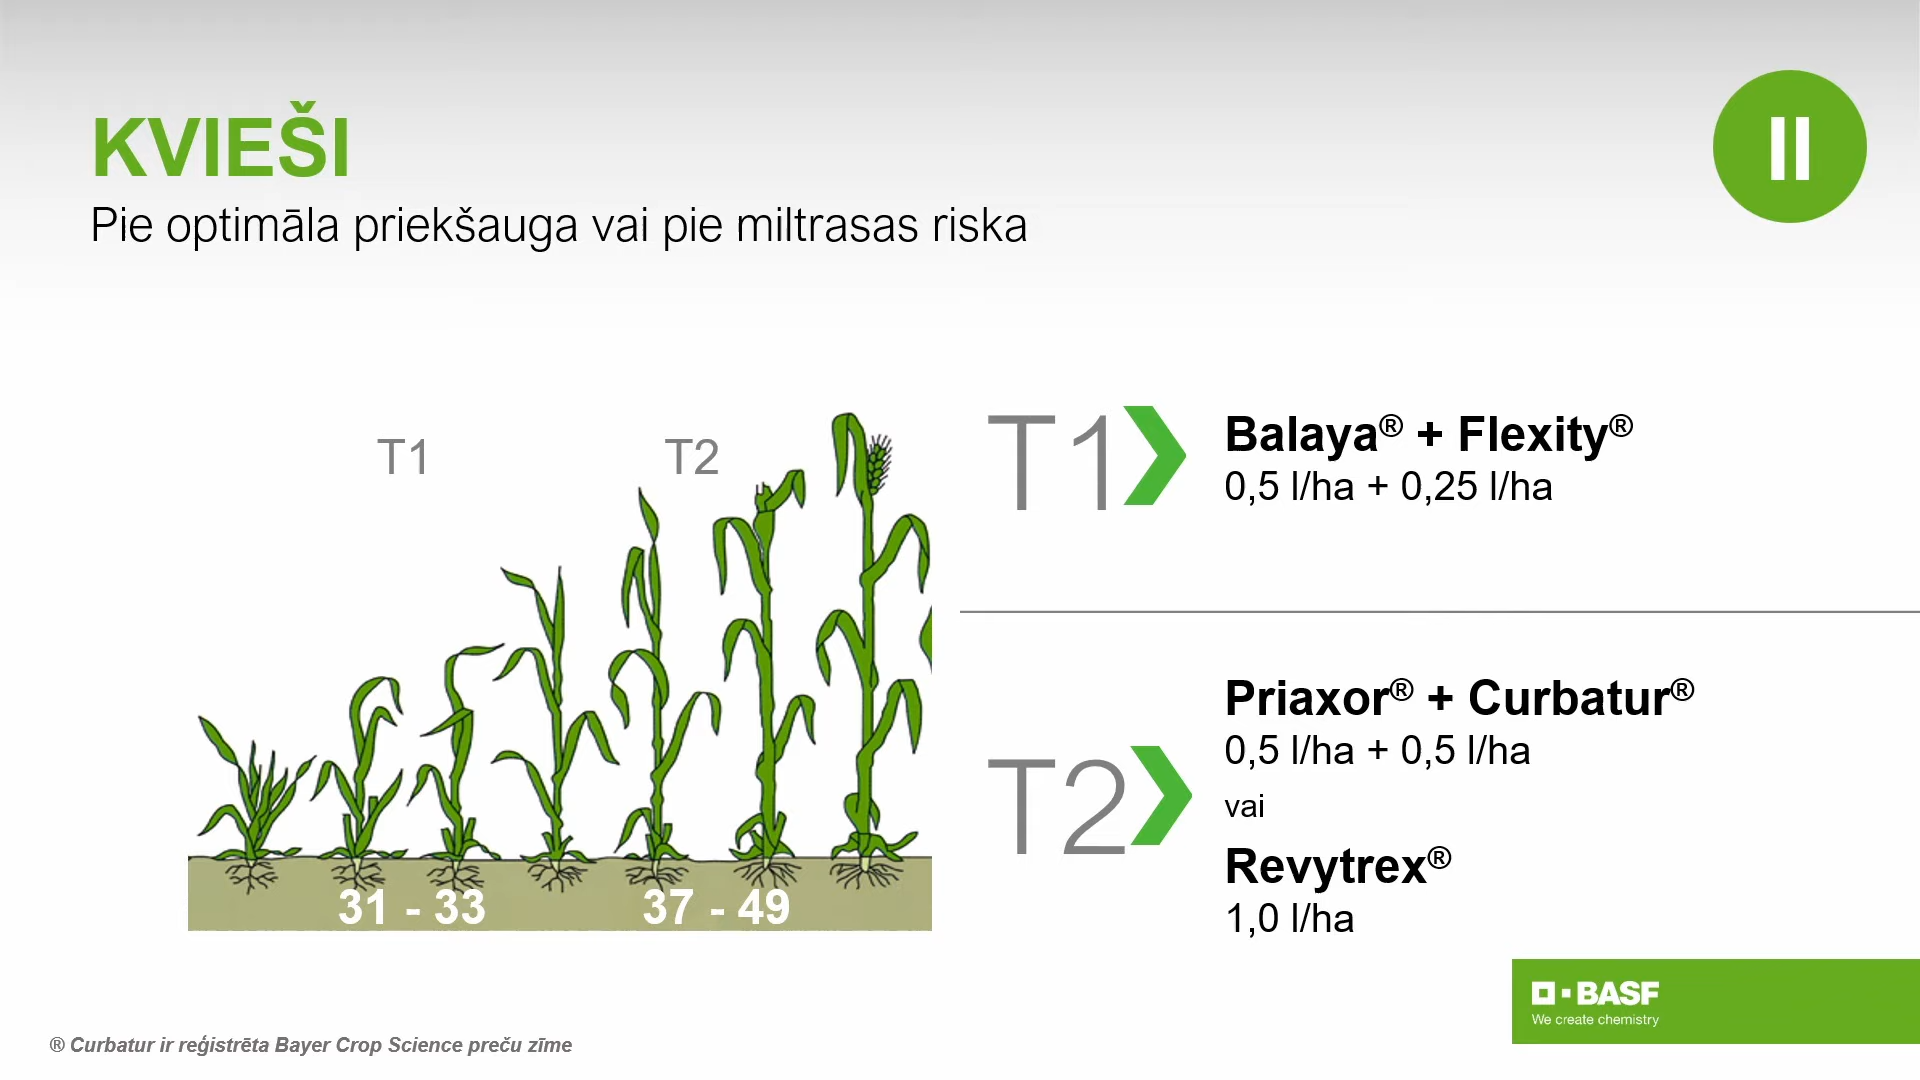 KVIEŠI
Pie optimāla priekšauga vai pie miltrasas riska
II
T1
T2
31 - 33
37 - 49
T1
Balaya® + Flexity®
0,5 l/ha + 0,25 l/ha
T2
Priaxor® + Curbatur®
0,5 l/ha + 0,5 l/ha
vai
Revytrex®
1,0 l/ha
BASF
We create chemistry
® Curbatur ir reģistrēta Bayer Crop Science preču zīme